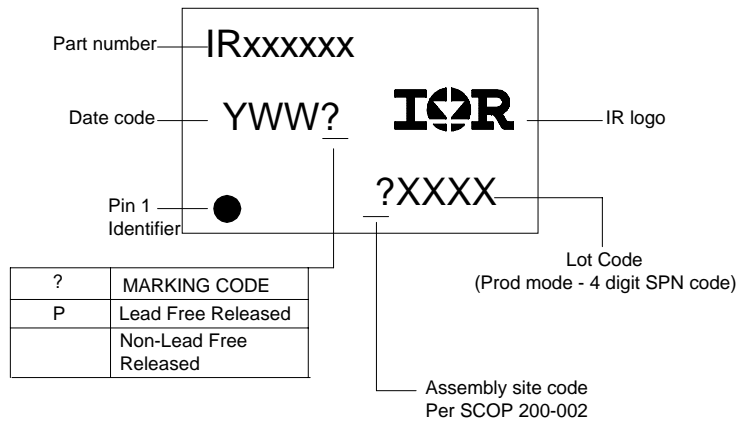 Part number
IRxxxxxx
Date code
YWW?
IOR
IR logo
?XXXX
Pin 1
Identifier
Lot Code
(Prod mode - 4 digit SPN code)
? MARKING CODE
P Lead Free Released
Non-Lead Free
Released
Assembly site code
Per SCOP 200-002